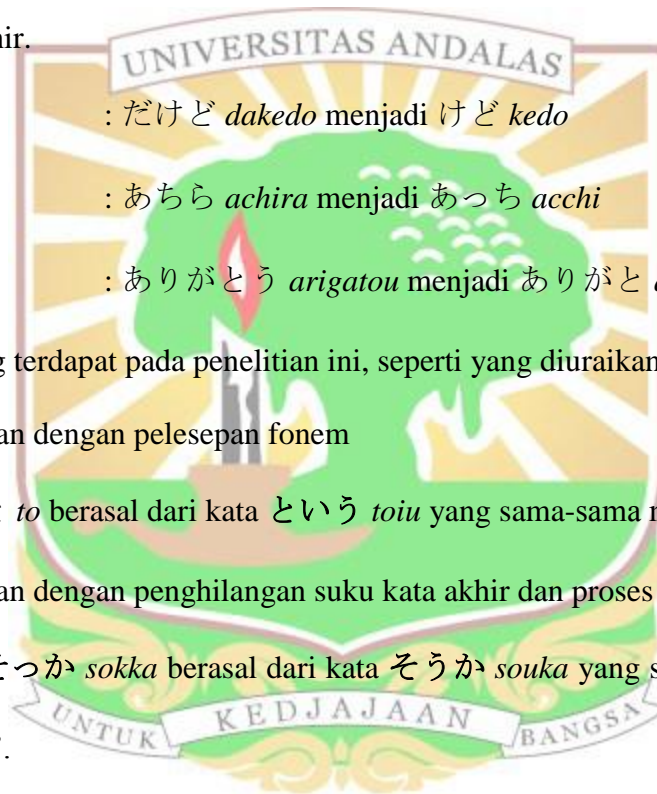 hir.
UNIVERSITAS ANDALAS
: だけど dakedo menjadi けど kedo
: あちら achira menjadi あっち acchi
: ありがとう arigatou menjadi ありがと
terdapat pada penelitian ini, seperti yang diuraikan
an dengan pelesepan fonem
to berasal dari kata という toiu yang sama-sama
an dengan penghilangan suku kata akhir dan proses
そっか sokka berasal dari kata そうか souka yang
UNTUK KEDJAJAAN BANGSA